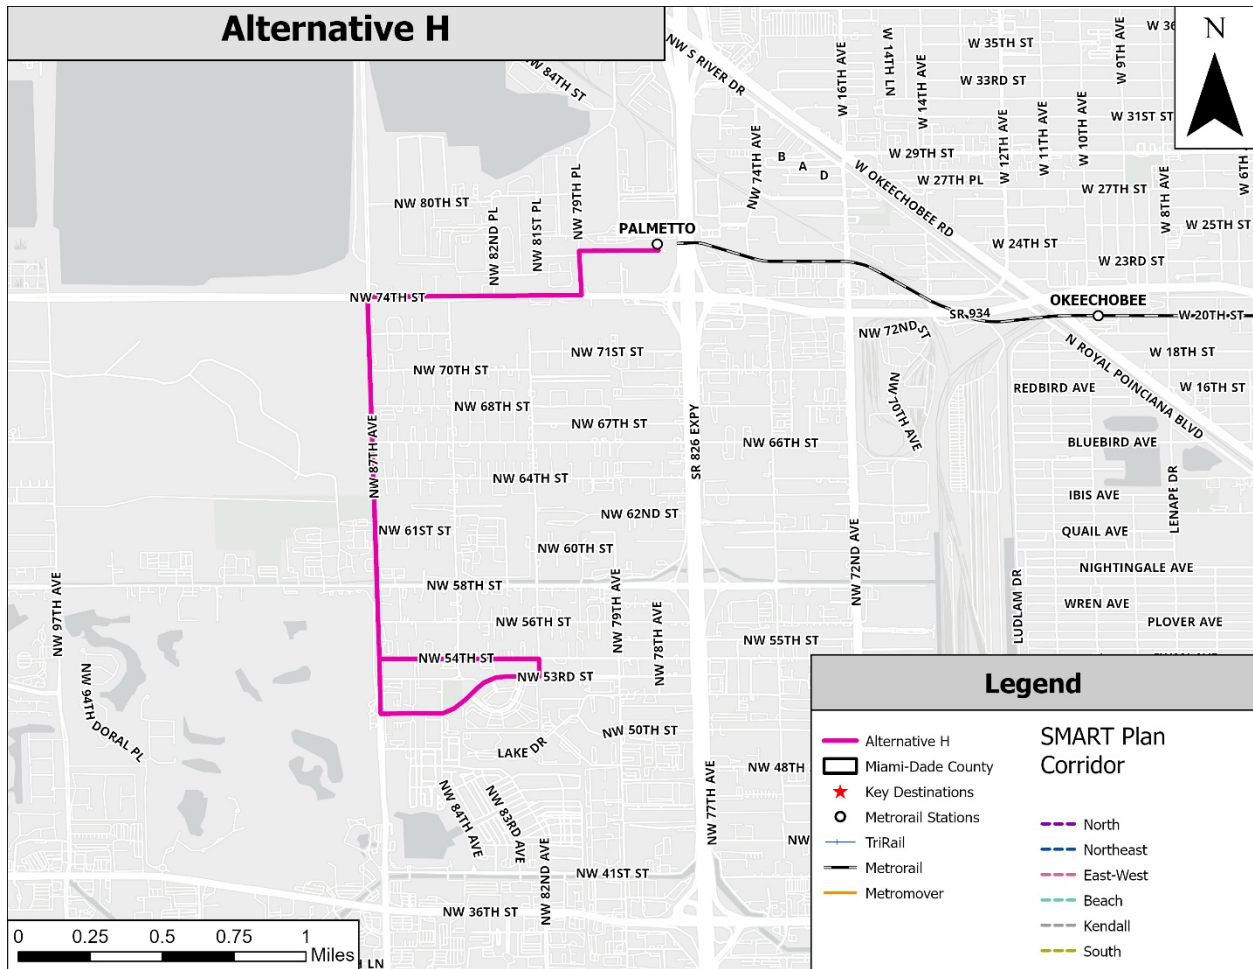 Alternative H
N
NW 84TH ST
NW S RIVER DR
W 16TH AVE
W 14TH LN
W 14TH AVE
W 35TH ST
W 9TH AVE
W 36
W 33RD ST
W 12TH AVE
W 11TH AVE
W 10TH AVE
W 31ST ST
W 29TH ST
W 6TH
NW 74TH AVE
B
A
D
W 27TH PL
W 27TH ST
W 8TH AVE
W OKEECHOBEE RD
NW 80TH ST
NW 82ND PL
NW 81ST PL
NW 79TH PL
PALMETTO
W 25TH ST
W 24TH ST
W 23RD ST
NW 74TH ST
OKEECHOBEE
SR 934
W 20TH ST
NW 72ND ST
NW 71ST ST
W 18TH ST
N ROYAL POINCIANA BLVD
NW 70TH ST
NW 70TH AVE
REDBIRD AVE
W 16TH ST
NW 68TH ST
NW 67TH ST
NW 87TH AVE
SR 826 EXPY
NW 66TH ST
BLUEBIRD AVE
NW 64TH ST
LENAPE DR
IBIS AVE
NW 62ND ST
NW 61ST ST
QUAIL AVE
NW 60TH ST
NW 72ND AVE
NW 58TH ST
NIGHTINGALE AVE
NW 97TH AVE
NW 79TH AVE
NW 78TH AVE
LUDLAM DR
WREN AVE
NW 56TH ST
PLOVER AVE
NW 55TH ST
NW 54TH ST
NW 53RD ST
NW 94TH
DORAL PL
NW 50TH ST
LAKE DR
NW 48TH
NW 77TH AVE
NW 84TH AVE
NW 83RD AVE
NW 82ND AVE
NW
NW 41ST ST
NW 36TH ST
LN
0 0.25 0.5 0.75 1
Miles
Legend
Alternative H
Miami-Dade County
Key Destinations
Metrorail Stations
TriRail
Metrorail
Metromover
SMART Plan
Corridor
North
Northeast
East-West
Beach
Kendall
South